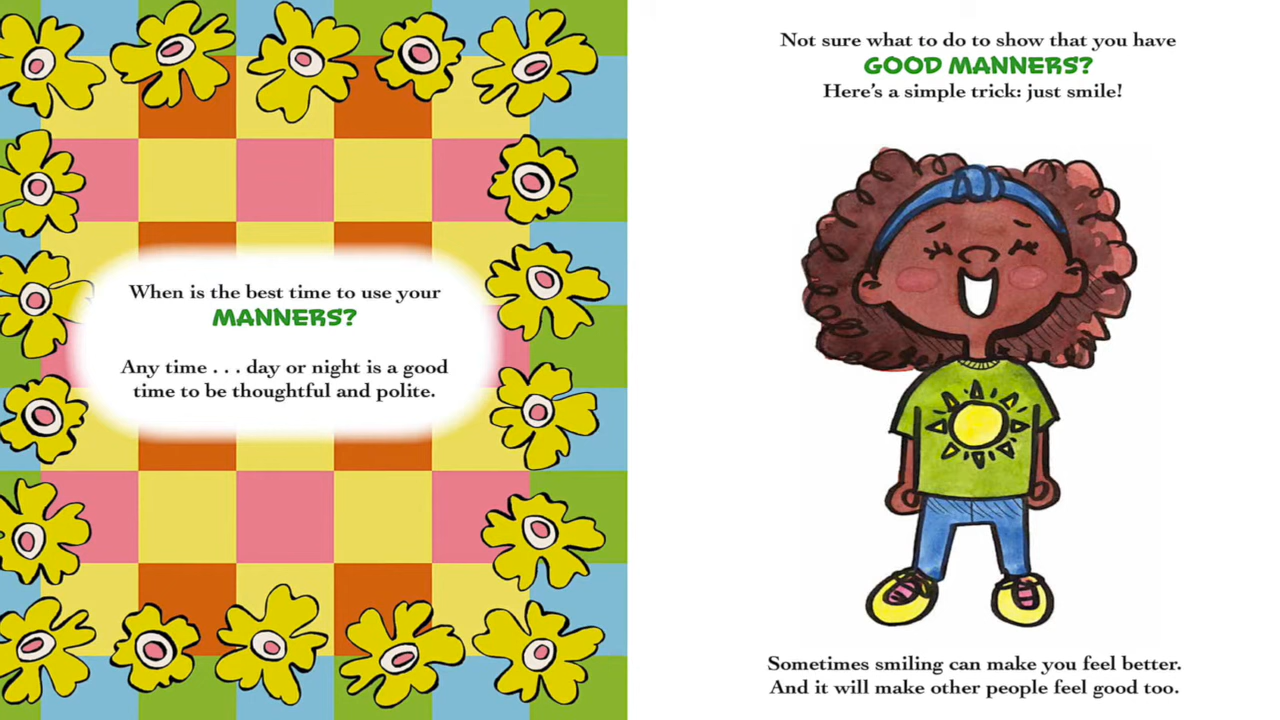 When is the best time to use your
MANNERS?
Any time . . . day or night is a good
time to be thoughtful and polite.
Not sure what to do to show that you have
GOOD MANNERS?
Here's a simple trick: just smile!
Sometimes smiling can make you feel better.
And it will make other people feel good too.